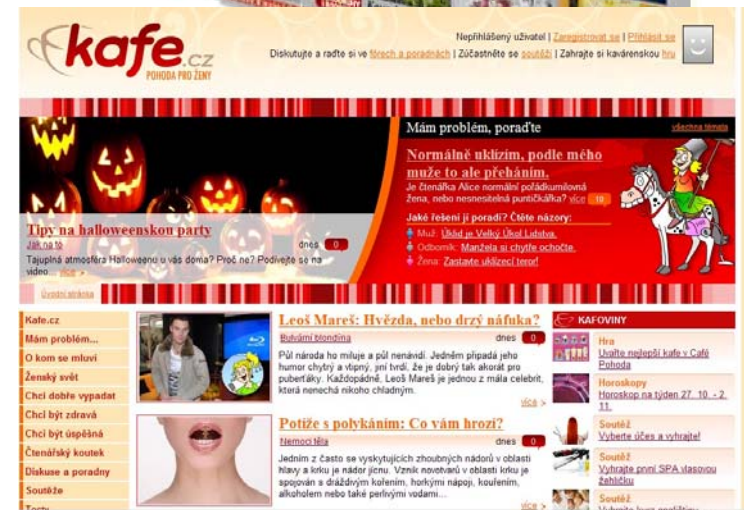 kafe.cz
POHODA PRO ŽENY
Nepřihlášený uživatel | Zaregistrovat se | Přihlásit se
Diskutujte a raďte si ve fórech a poradnách | Zúčastněte se soutěží | Zahrajte si kavárenskou hru
Mám problém, poraďte
všechna témata
Normálně uklízím, podle mého
muže to ale přeháním.
Je čtenářka Alice normální pořádkumilovná
žena, nebo nesnesitelná puntičkářka? více 19
Jaké řešení jí poradí? Čtěte názory:
Muž: Úklid je Velký Úkol Lidstva.
Odborník: Manžela si chytře ochočte.
Žena: Zastavte uklízecí teror!
Tipy na halloweenskou party
Jak na to
dnes 0
Tajuplná atmosféra Halloweenu u vás doma? Proč ne? Podívejte se na
video... více >
Úvodní stránka
Kafe.cz
Mám problém...
O kom se mluví
Ženský svět
Chci dobře vypadat
Chci být zdravá
Chci být úspěšná
Čtenářský koutek
Diskuse a poradny
Soutěže
Testy
Leoš Mareš: Hvězda, nebo drzý náfuka?
Bulvární blondína
dnes 0
Půl národa ho miluje a půl nenávidí. Jedněm připadá jeho
humor chytrý a vtipný, jiní tvrdí, že je dobrý tak akorát pro
puberťáky. Každopádně, Leoš Mareš je jednou z mála celebrit,
která nenechá nikoho chladným.
více >
Potíže s polykáním: Co vám hrozí?
Nemoci těla
dnes 0
Jedním z často se vyskytujících zhoubných nádorů v oblasti
hlavy a krku je nádor jícnu. Vznik novotvarů v oblasti krku je
spojován s dráždivým kořením, horkými nápoji, kouřením,
alkoholem nebo také perlivými vodami...
více >
KAFOVINY
Hra
Uvařte nejlepší kafe v Café
Pohoda
Horoskopy
Horoskop na týden 27. 10. - 2.
11.
Soutěž
Vyberte účes a vyhrajte!
Soutěž
Vyhrajte první SPA vlasovou
žehličku
Soutěž